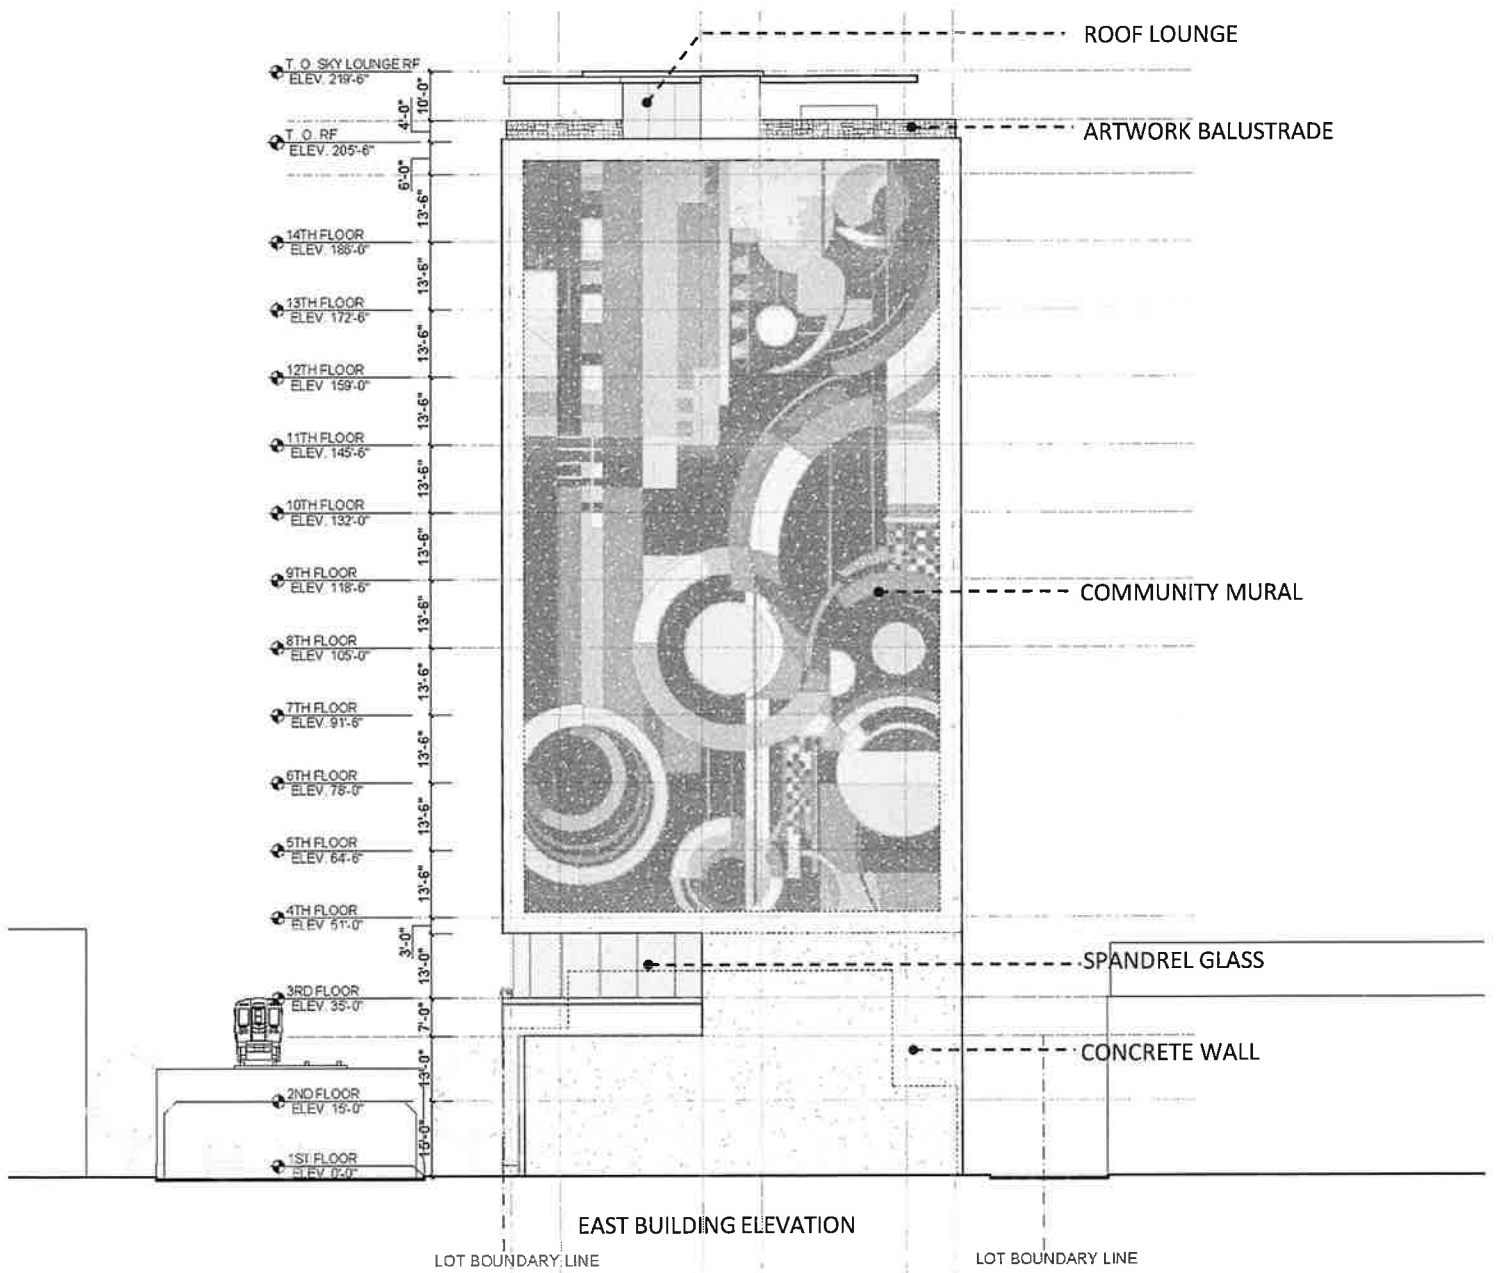 ROOF LOUNGE
T. O. SKY LOUNGE RF
ELEV. 219'-6"
10'-0"
4'-0"
ARTWORK BALUSTRADE
T. O. RF
ELEV. 205'-6"
6'-0"
13'-6"
14TH FLOOR
ELEV. 186'-0"
13'-6"
13TH FLOOR
ELEV. 172'-6"
13'-6"
12TH FLOOR
ELEV 159'-0"
13'-6"
11TH FLOOR
ELEV. 145'-6"
13'-6"
10TH FLOOR
ELEV. 132'-0"
13'-6"
9TH FLOOR
ELEV. 118'-6"
COMMUNITY MURAL
13'-6"
8TH FLOOR
ELEV 105'-0"
13'-6"
7TH FLOOR
ELEV. 91'-6"
13'-6"
6TH FLOOR
ELEV. 78'-0"
13'-6"
5TH FLOOR
ELEV. 64'-6"
13'-6"
4TH FLOOR
ELEV. 51'-0"
3'-0"
13'-0"
SPANDREL GLASS
3RD FLOOR
ELEV. 35'-0"
7'-0"
CONCRETE WALL
13'-0"
2ND FLOOR
ELEV. 15'-0"
15'-0"
1ST FLOOR
ELEV. 0'-0"
EAST BUILDING ELEVATION
LOT BOUNDARY LINE
LOT BOUNDARY LINE